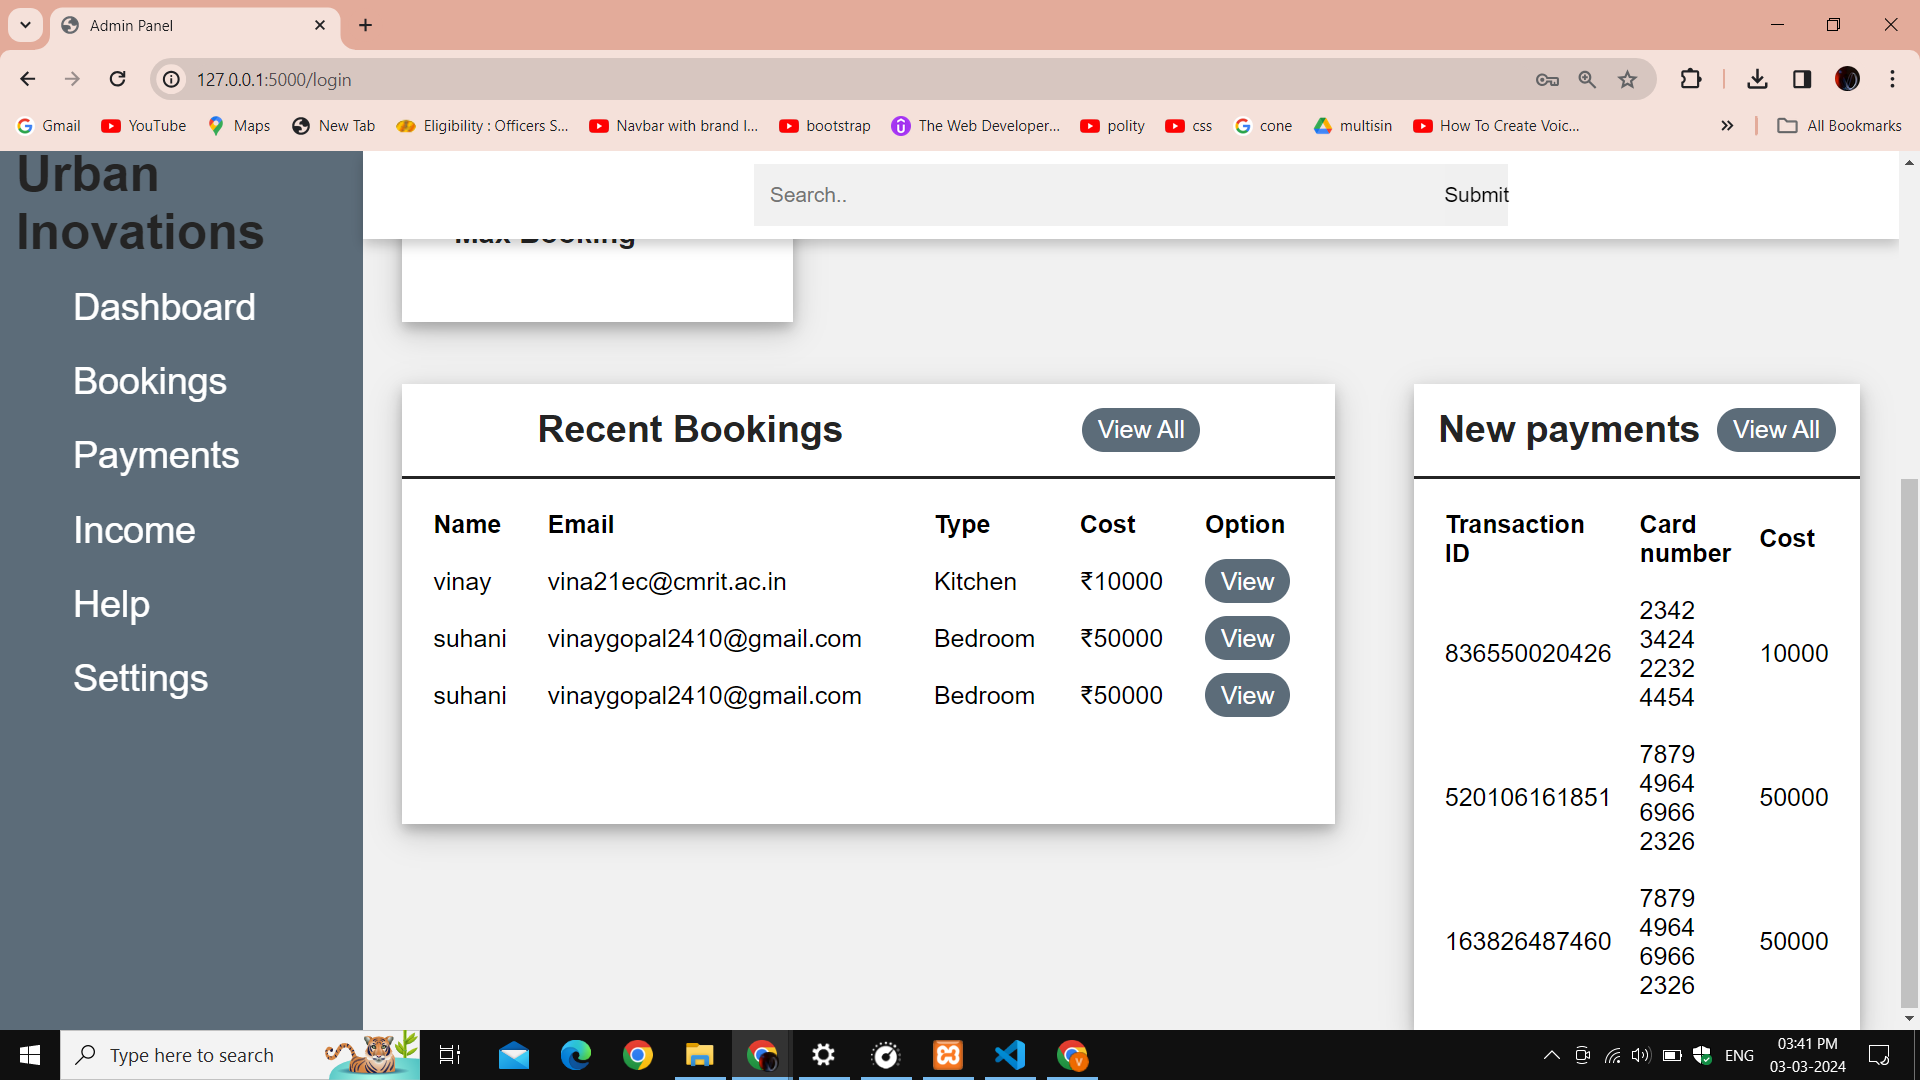 Admin Panel
127.0.0.1:5000/login
Gmail YouTube Maps New Tab Eligibility : Officers S... Navbar with brand I... bootstrap The Web Developer... polity css cone multisin How To Create Voic... All Bookmarks
Urban
Inovations
Dashboard
Bookings
Payments
Income
Help
Settings
Search.. Submit
Max Booking
Recent Bookings View All
Name Email Type Cost Option
vinay vina21ec@cmrit.ac.in Kitchen ₹10000 View
suhani vinaygopal2410@gmail.com Bedroom ₹50000 View
suhani vinaygopal2410@gmail.com Bedroom ₹50000 View
New payments View All
Transaction
ID
Card
number
Cost
836550020426
2342
3424
2232
4454
10000
520106161851
7879
4964
6966
2326
50000
163826487460
7879
4964
6966
2326
50000
Type here to search
V
ENG
03:41 PM
03-03-2024